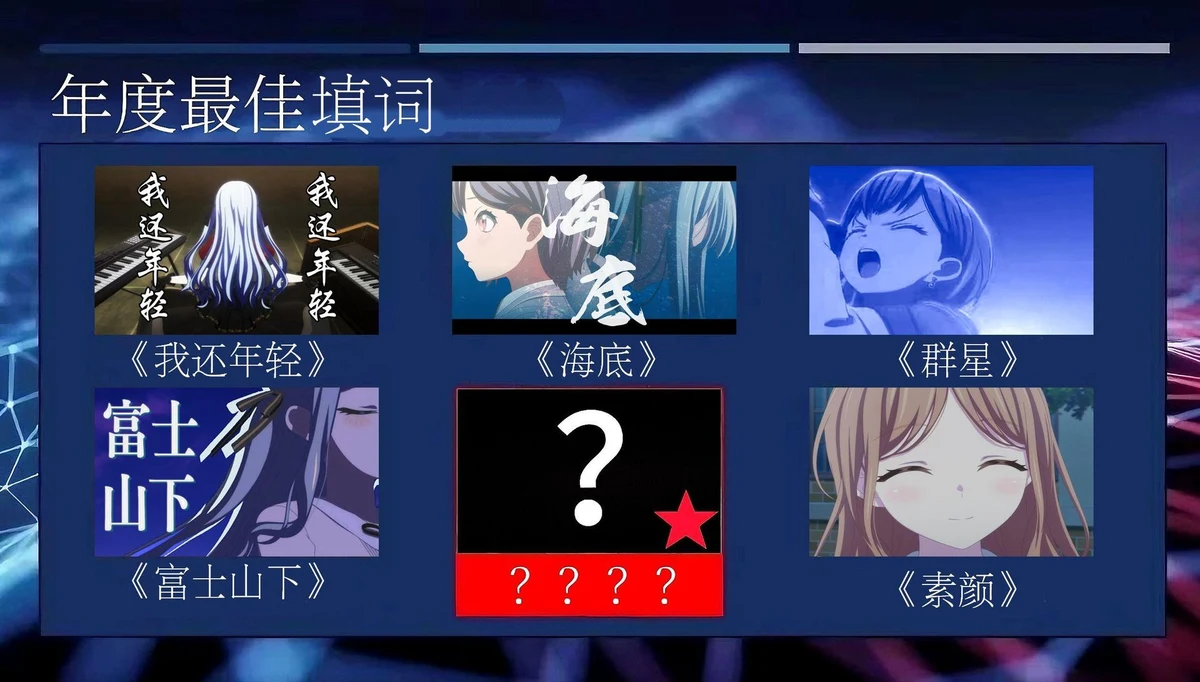 年度最佳填词
我还年轻
我还年轻
海底
《我还年轻》
《海底》
《群星》
富士
山下
?
《富士山下》
？？？？
《素颜》